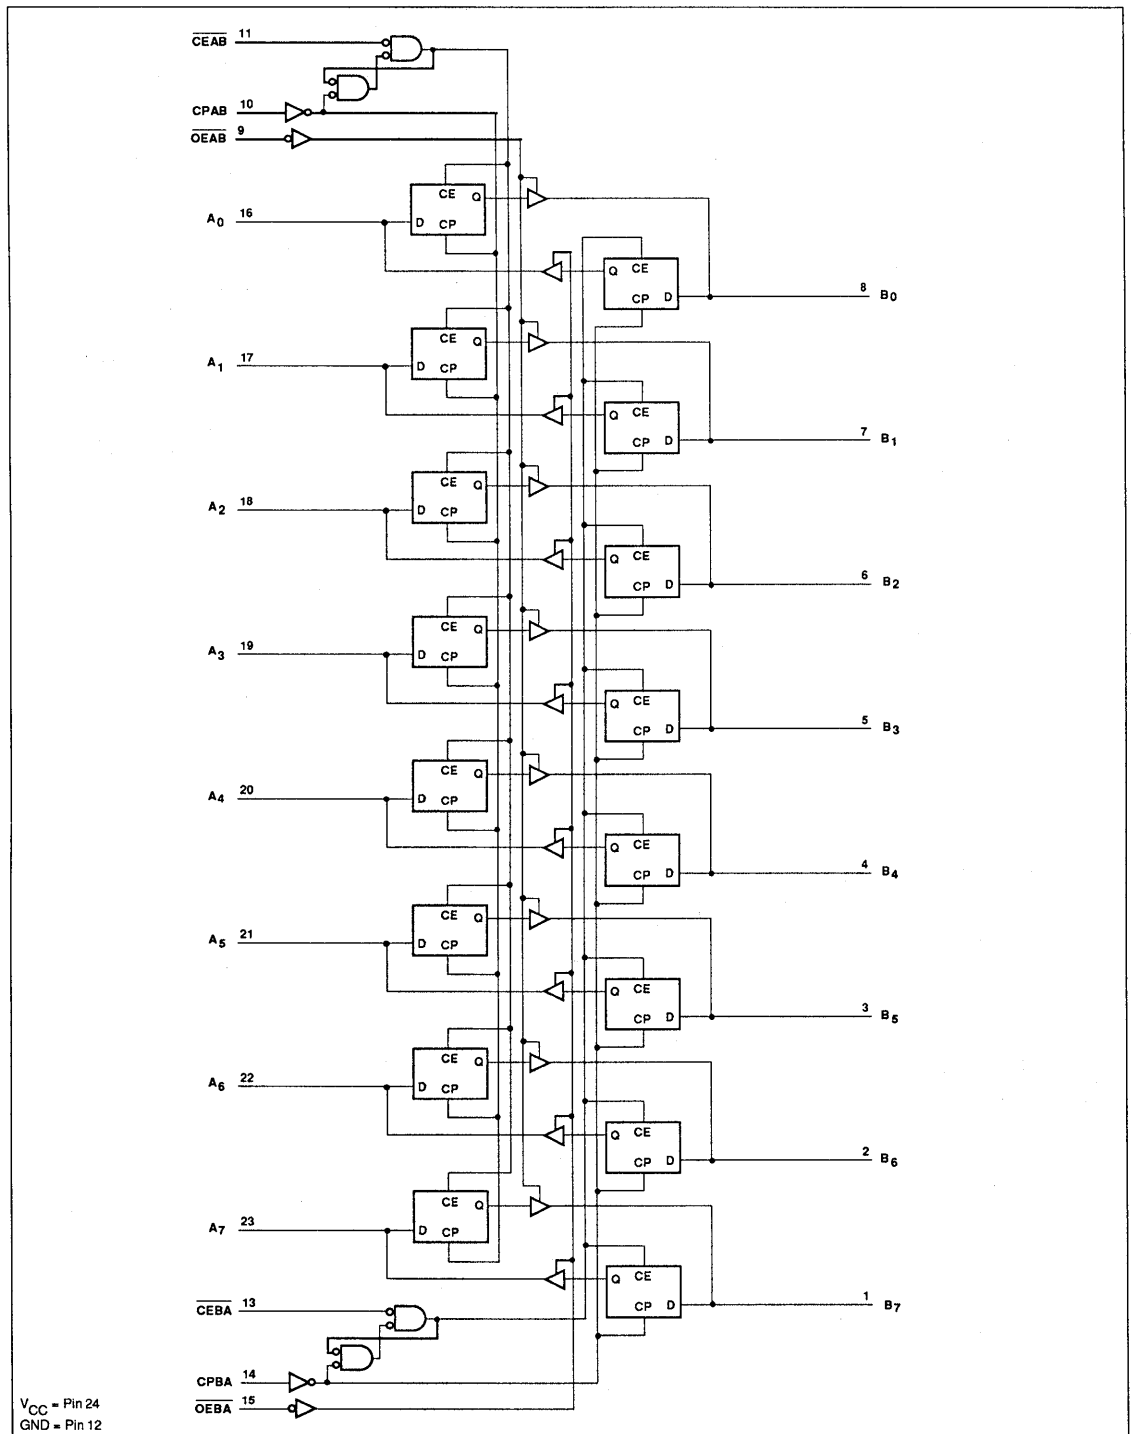 CEAB 11
CPAB 10
OEAB 9
CE Q
D CP
A0 16
Q CE
CP D
8 B0
CE Q
D CP
A1 17
Q CE
CP D
7 B1
CE Q
D CP
A2 18
Q CE
CP D
6 B2
CE Q
D CP
A3 19
Q CE
CP D
5 B3
CE Q
D CP
A4 20
Q CE
CP D
4 B4
CE Q
D CP
A5 21
Q CE
CP D
3 B5
CE Q
D CP
A6 22
Q CE
CP D
2 B6
CE Q
D CP
A7 23
Q CE
CP D
1 B7
CEBA 13
CPBA 14
OEBA 15
VCC = Pin 24
GND = Pin 12